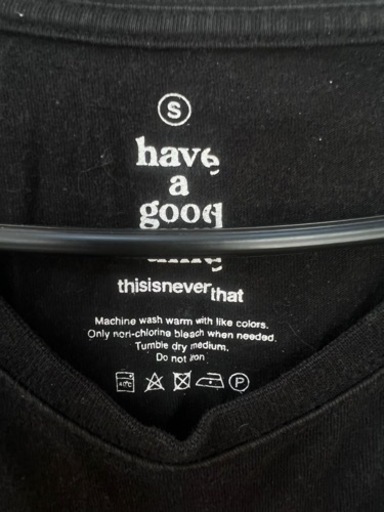 S
have
a
good
thisisneverthat
Machine wash warm with like colors.
Only non-chlorine bleach when needed.
Tumble dry medium.
Do not iron
40°C
P